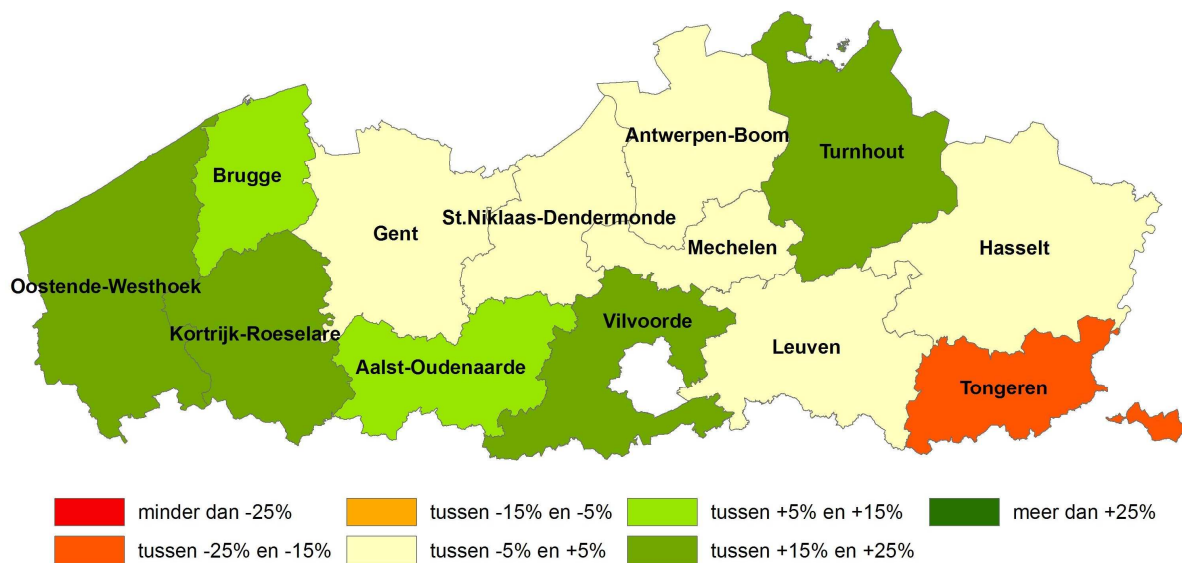 Antwerpen-Boom
Turnhout
Brugge
St.Niklaas-Dendermonde
Gent
Mechelen
Hasselt
Oostende-Westhoek
Vilvoorde
Kortrijk-Roeselare
Leuven
Aalst-Oudenaarde
Tongeren
minder dan -25%
tussen -15% en -5%
tussen +5% en +15%
meer dan +25%
tussen -25% en -15%
tussen -5% en +5%
tussen +15% en +25%